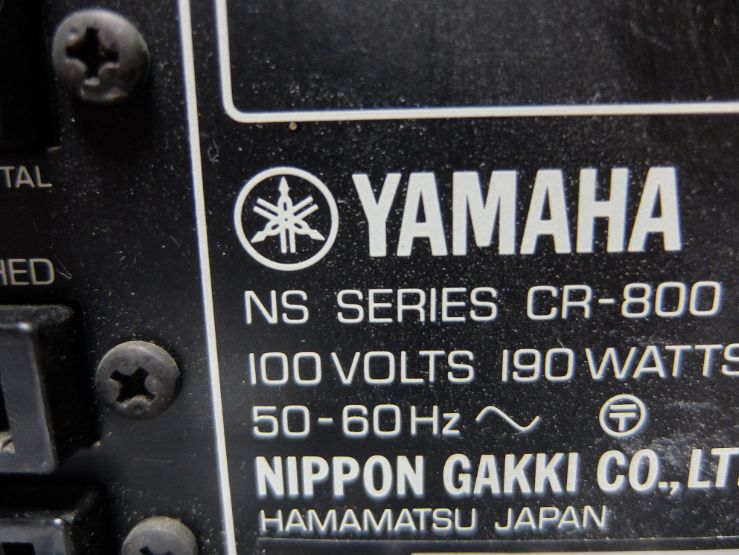 TAL
HED
YAMAHA
NS SERIES CR-800
100 VOLTS 190 WATTS
50-60Hz ～ 〒
NIPPON GAKKI CO., LT
HAMAMATSU JAPAN